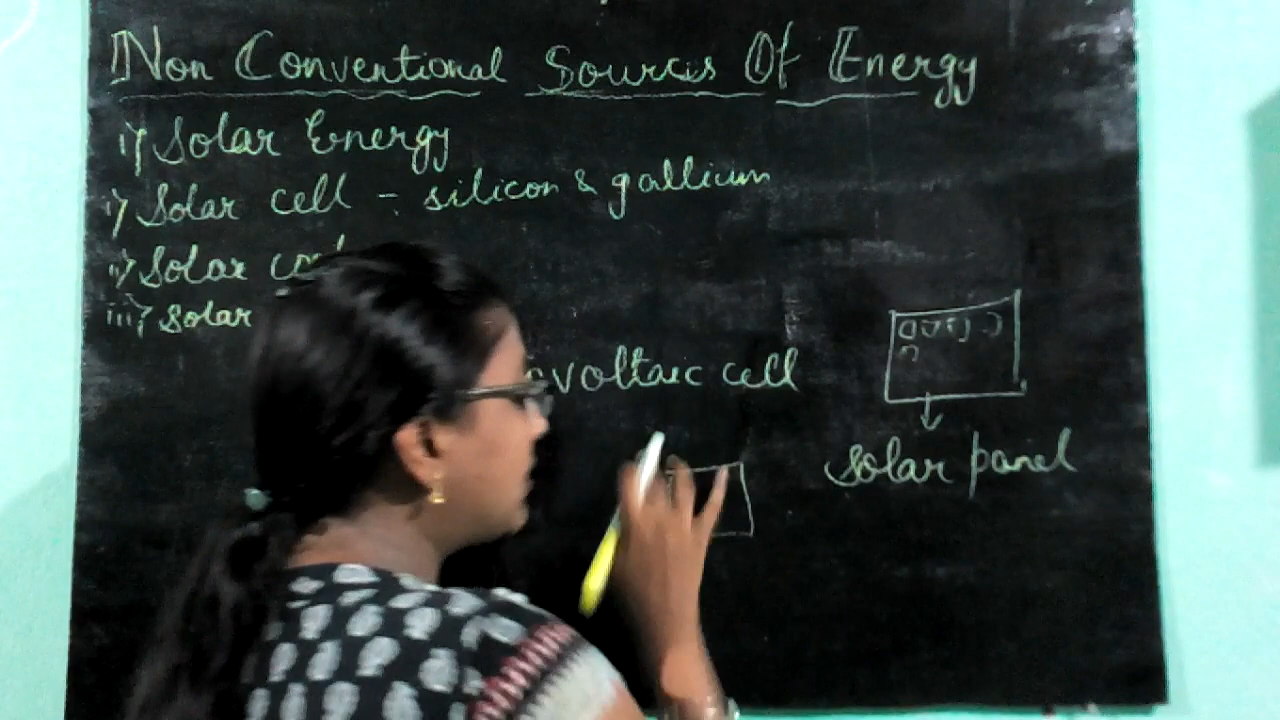 Non Conventional Sources Of Energy
i) Solar Energy
i) Solar cell - silicon & gallium
ii) Solar
iii) Solar
voltaic cell
solar panel